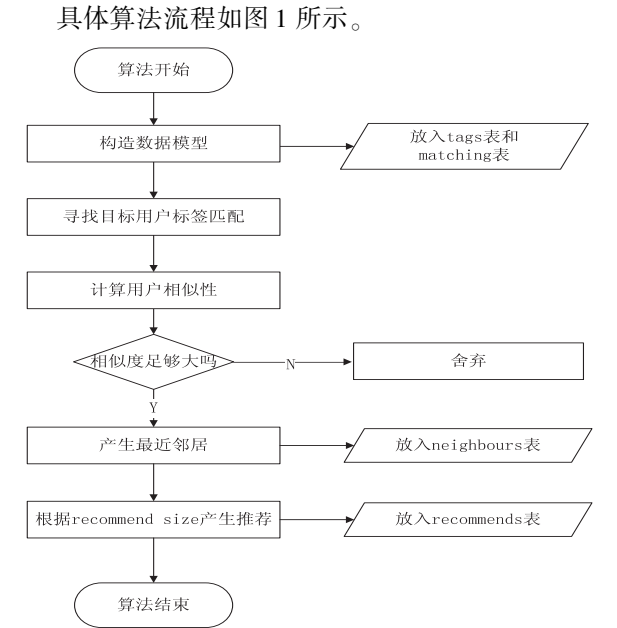 具体算法流程如图 1 所示。
算法开始
构造数据模型
放入tags表和
matching表
寻找目标用户标签匹配
计算用户相似性
相似度足够大吗
N
舍弃
Y
产生最近邻居
放入neighbours表
根据recommend size产生推荐
放入recommends表
算法结束